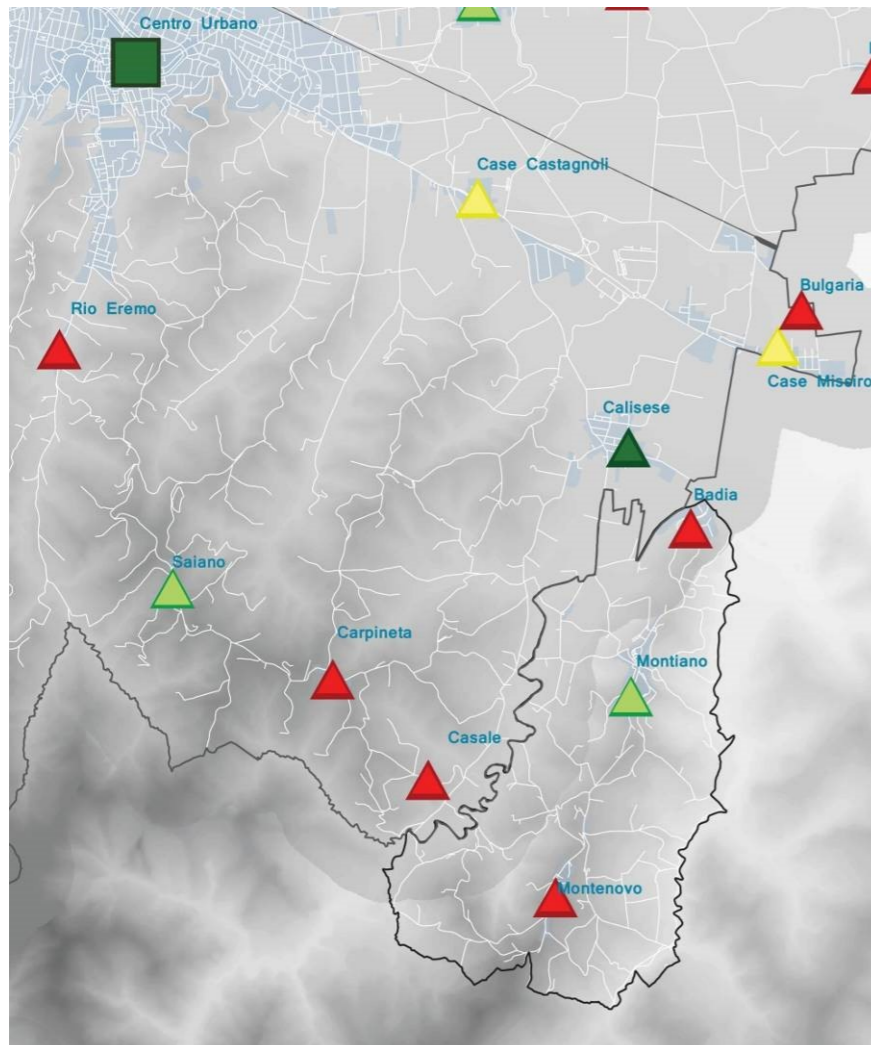 Centro Urbano
Case Castagnoli
Rio Eremo
Bulgaria
Case Missiro
Calisese
Badia
Saiano
Carpineta
Montiano
Casale
Montenovo